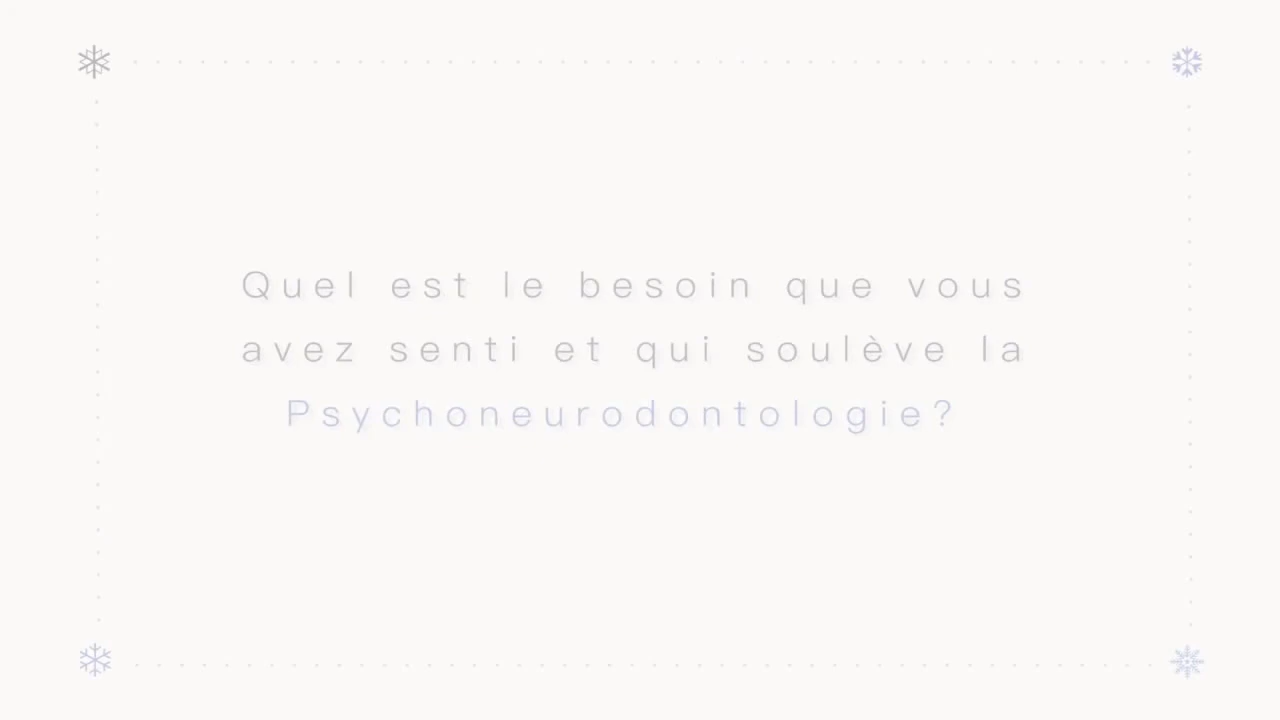 Quel est le besoin que vous
avez senti et qui soulève la
Psychoneurodontologie?